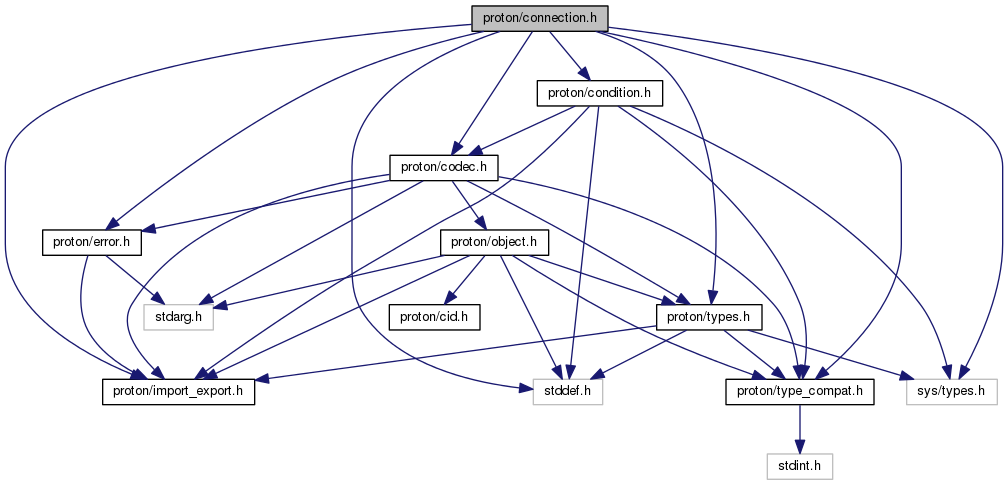 proton/connection.h
proton/condition.h
proton/codec.h
proton/error.h
proton/object.h
stdarg.h
proton/cid.h
proton/types.h
proton/import_export.h
stddef.h
proton/type_compat.h
sys/types.h
stdint.h